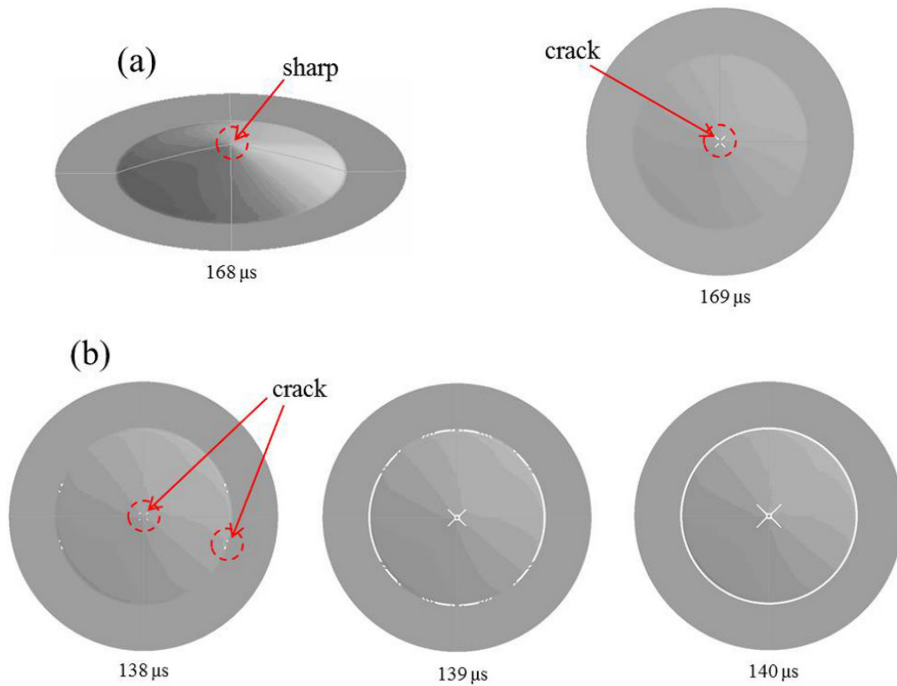 (a)
sharp
crack
168 μs
169 μs
(b)
crack
138 μs
139 μs
140 μs